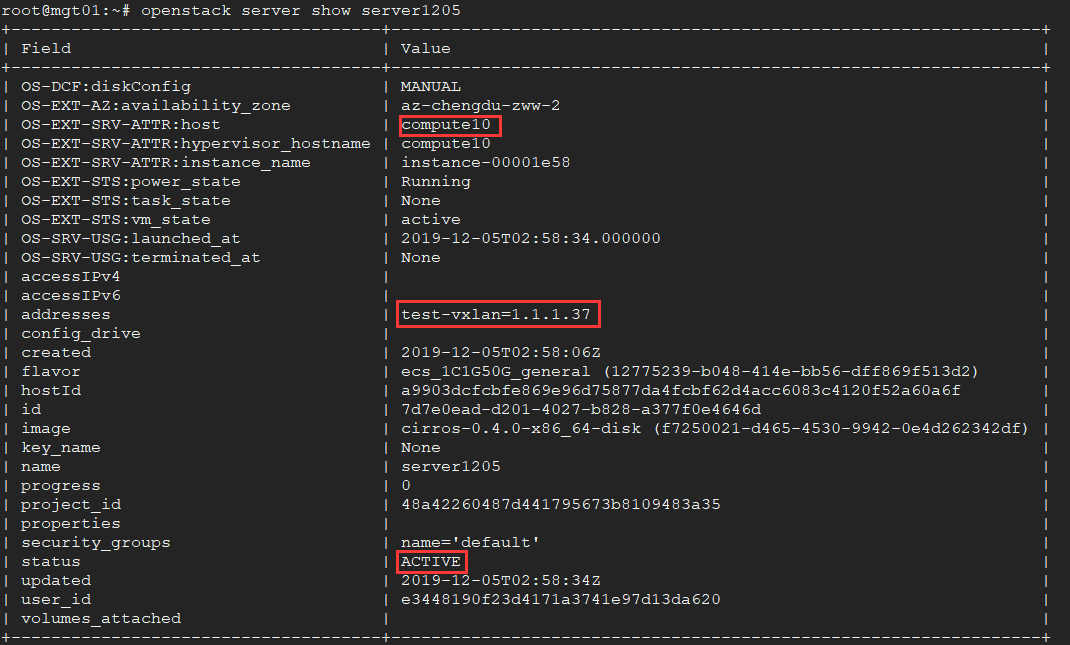 root@mgt01:~# openstack server show server1205
+-------------------------------------+-----------------------------------------------------------------+
| Field                               | Value                                                           |
+-------------------------------------+-----------------------------------------------------------------+
| OS-DCF:diskConfig                   | MANUAL                                                          |
| OS-EXT-AZ:availability_zone         | az-chengdu-zww-2                                                |
| OS-EXT-SRV-ATTR:host                | compute10                                                       |
| OS-EXT-SRV-ATTR:hypervisor_hostname | compute10                                                       |
| OS-EXT-SRV-ATTR:instance_name       | instance-00001e58                                               |
| OS-EXT-STS:power_state              | Running                                                         |
| OS-EXT-STS:task_state               | None                                                            |
| OS-EXT-STS:vm_state                 | active                                                          |
| OS-SRV-USG:launched_at              | 2019-12-05T02:58:34.000000                                      |
| OS-SRV-USG:terminated_at            | None                                                            |
| accessIPv4                          |                                                                 |
| accessIPv6                          |                                                                 |
| addresses                           | test-vxlan=1.1.1.37                                             |
| config_drive                        |                                                                 |
| created                             | 2019-12-05T02:58:06Z                                            |
| flavor                              | ecs_1C1G50G_general (12775239-b048-414e-bb56-dff869f513d2)      |
| hostId                              | a9903dcfcbfe869e96d75877da4fcbf62d4acc6083c4120f52a60a6f        |
| id                                  | 7d7e0ead-d201-4027-b828-a377f0e4646d                            |
| image                               | cirros-0.4.0-x86_64-disk (f7250021-d465-4530-9942-0e4d262342df) |
| key_name                            | None                                                            |
| name                                | server1205                                                      |
| progress                            | 0                                                               |
| project_id                          | 48a42260487d441795673b8109483a35                                |
| properties                          |                                                                 |
| security_groups                     | name='default'                                                  |
| status                              | ACTIVE                                                          |
| updated                             | 2019-12-05T02:58:34Z                                            |
| user_id                             | e3448190f23d4171a3741e97d13da620                                |
| volumes_attached                    |                                                                 |
+-------------------------------------+-----------------------------------------------------------------+